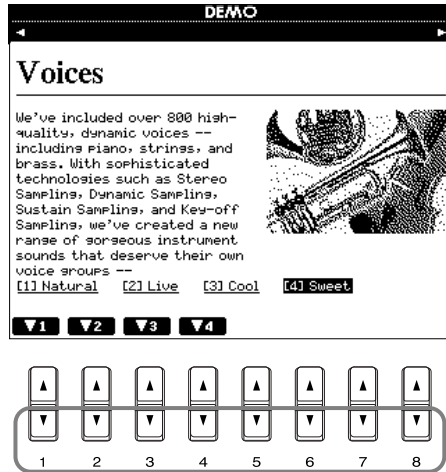 DEMO
Voices
We've included over 800 high-
quality, dynamic voices --
including piano, strings, and
brass. With sophisticated
technologies such as Stereo
Sampling, Dynamic Sampling,
Sustain Sampling, and Key-off
Sampling, we've created a new
range of gorgeous instrument
sounds that deserve their own
voice groups --
[1] Natural [2] Live [3] Cool [4] Sweet
▼1 ▼2 ▼3 ▼4
1 2 3 4 5 6 7 8